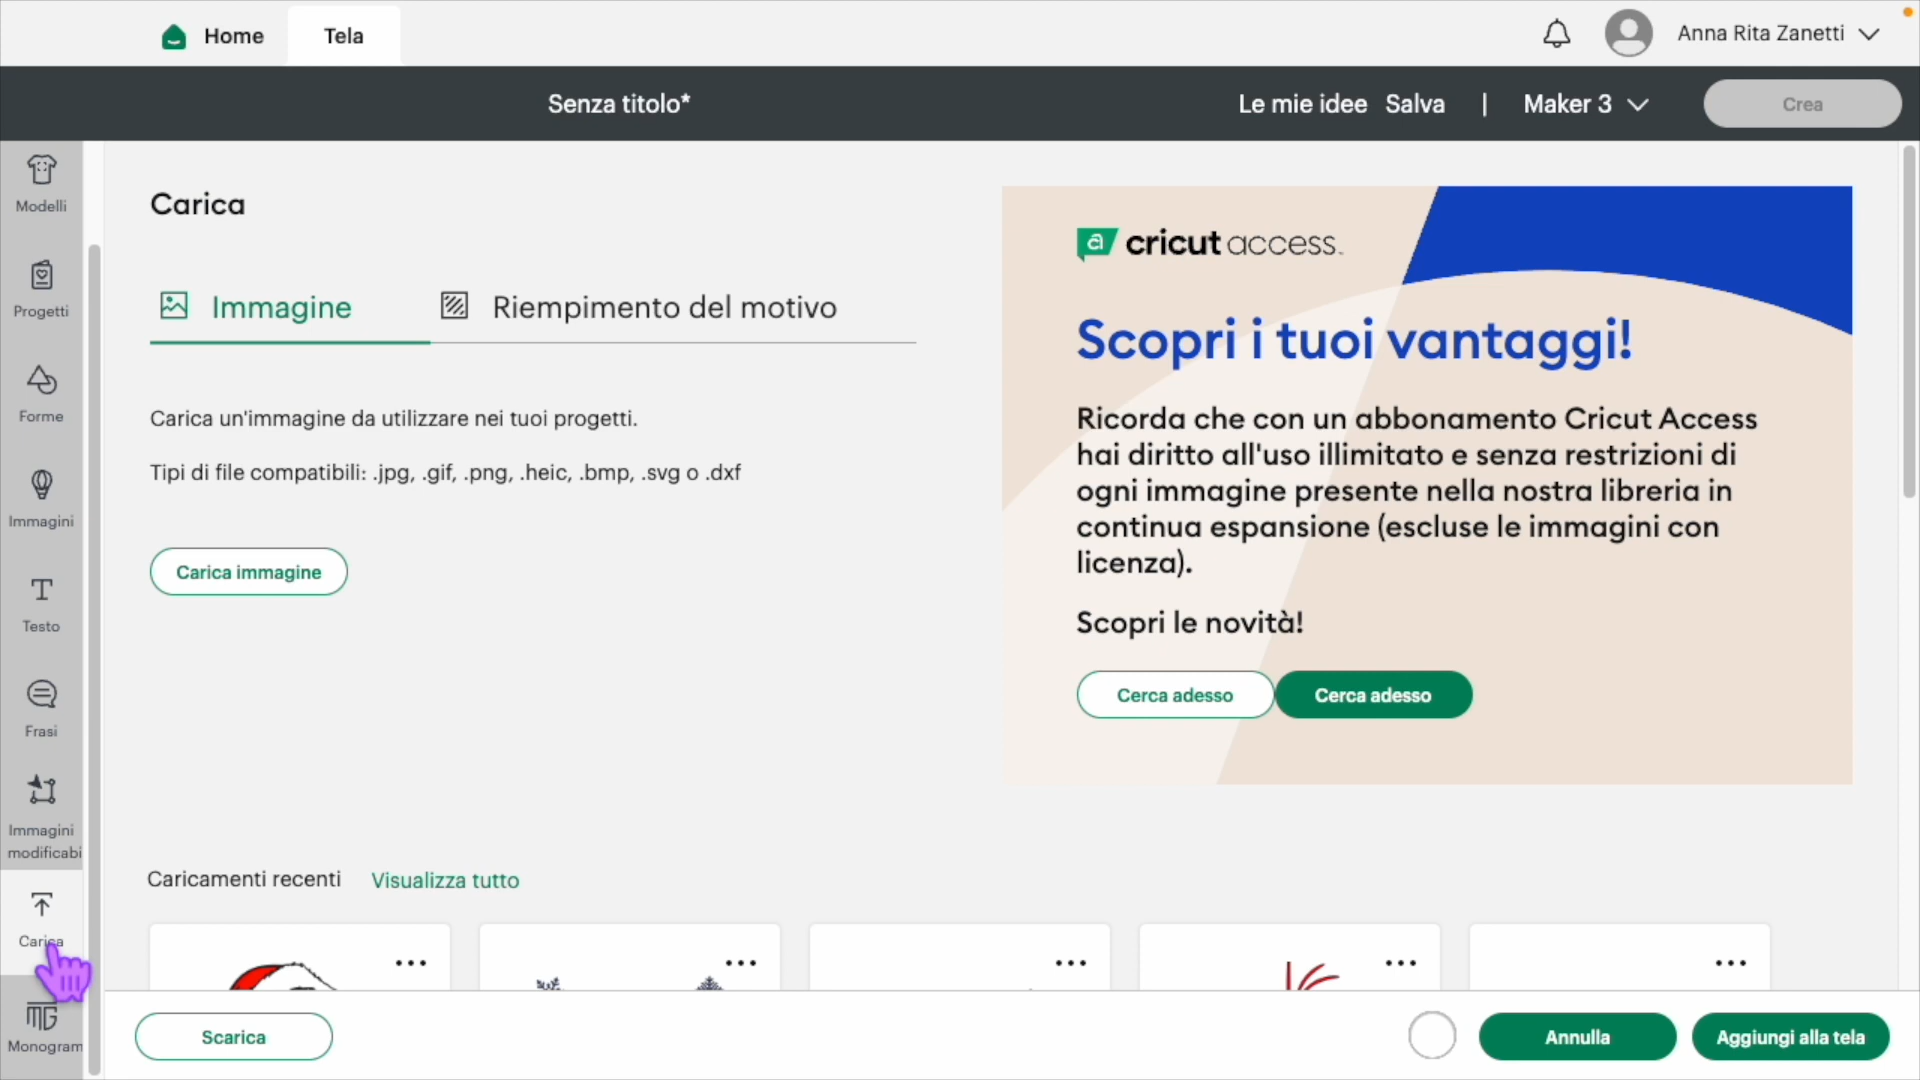 Home
Tela
Anna Rita Zanetti
Senza titolo*
Le mie idee
Salva
|
Maker 3
Crea
Modelli
Progetti
Forme
Immagini
Testo
Frasi
Immagini
modificabi
Carica
Monogram
Carica
Immagine
Riempimento del motivo
Carica un'immagine da utilizzare nei tuoi progetti.
Tipi di file compatibili: .jpg, .gif, .png, .heic, .bmp, .svg o .dxf
Carica immagine
cricut access™
Scopri i tuoi vantaggi!
Ricorda che con un abbonamento Cricut Access
hai diritto all'uso illimitato e senza restrizioni di
ogni immagine presente nella nostra libreria in
continua espansione (escluse le immagini con
licenza).
Scopri le novità!
Cerca adesso
Cerca adesso
Caricamenti recenti
Visualizza tutto
Scarica
Annulla
Aggiungi alla tela